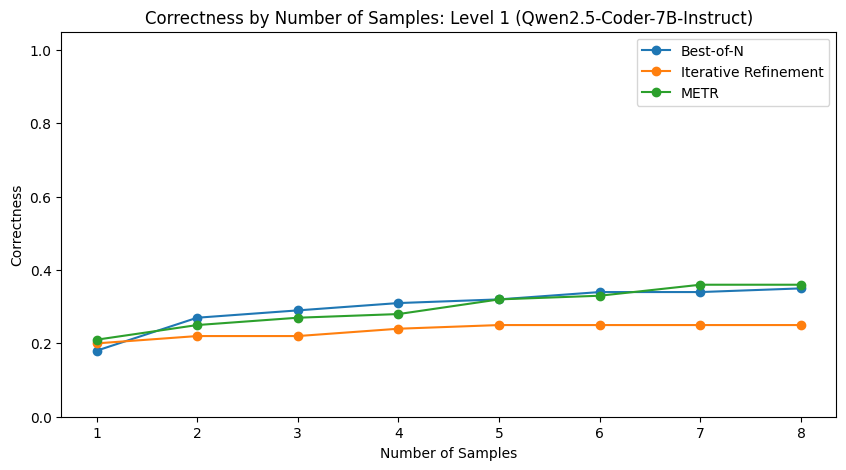 Correctness by Number of Samples: Level 1 (Qwen2.5-Coder-7B-Instruct)
Best-of-N
Iterative Refinement
METR
Correctness
1.0
0.8
0.6
0.4
0.2
0.0
1 2 3 4 5 6 7 8
Number of Samples